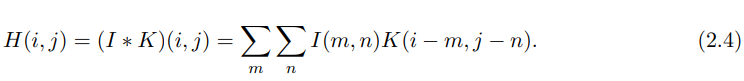 H(i, j) = (I ∗ K)(i, j) = ∑_m ∑_n I(m, n)K(i − m, j − n). (2.4)